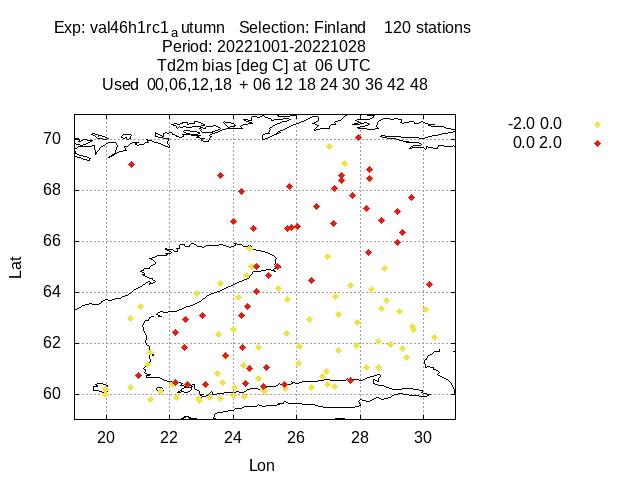 Exp: val46h1rc1autumn Selection: Finland 120 stations
Period: 20221001-20221028
Td2m bias [deg C] at 06 UTC
Used 00,06,12,18 + 06 12 18 24 30 36 42 48
-2.0 0.0
0.0 2.0
70
68
66
64
62
60
Lat
20 22 24 26 28 30
Lon